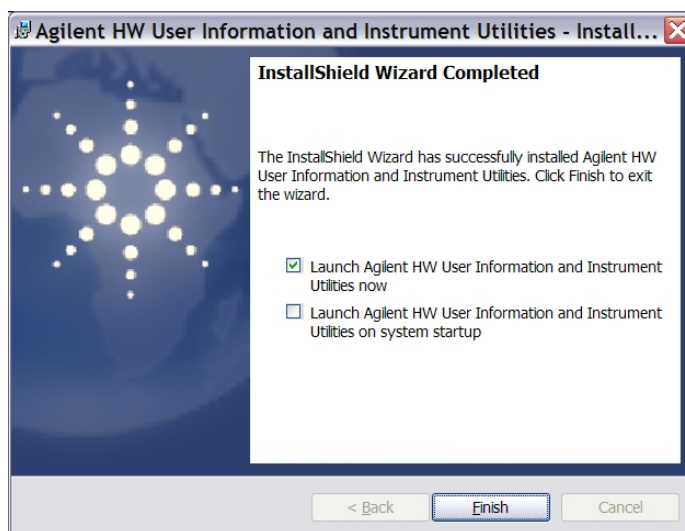 Agilent HW User Information and Instrument Utilities - Install...
InstallShield Wizard Completed
The InstallShield Wizard has successfully installed Agilent HW
User Information and Instrument Utilities. Click Finish to exit
the wizard.
Launch Agilent HW User Information and Instrument
Utilities now
Launch Agilent HW User Information and Instrument
Utilities on system startup
< Back
Finish
Cancel